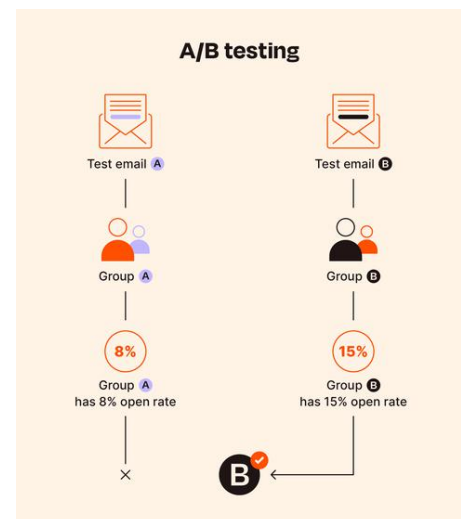 A/B testing
Test email A
Test email B
Group A
Group B
8%
15%
Group A
has 8% open rate
Group B
has 15% open rate
B